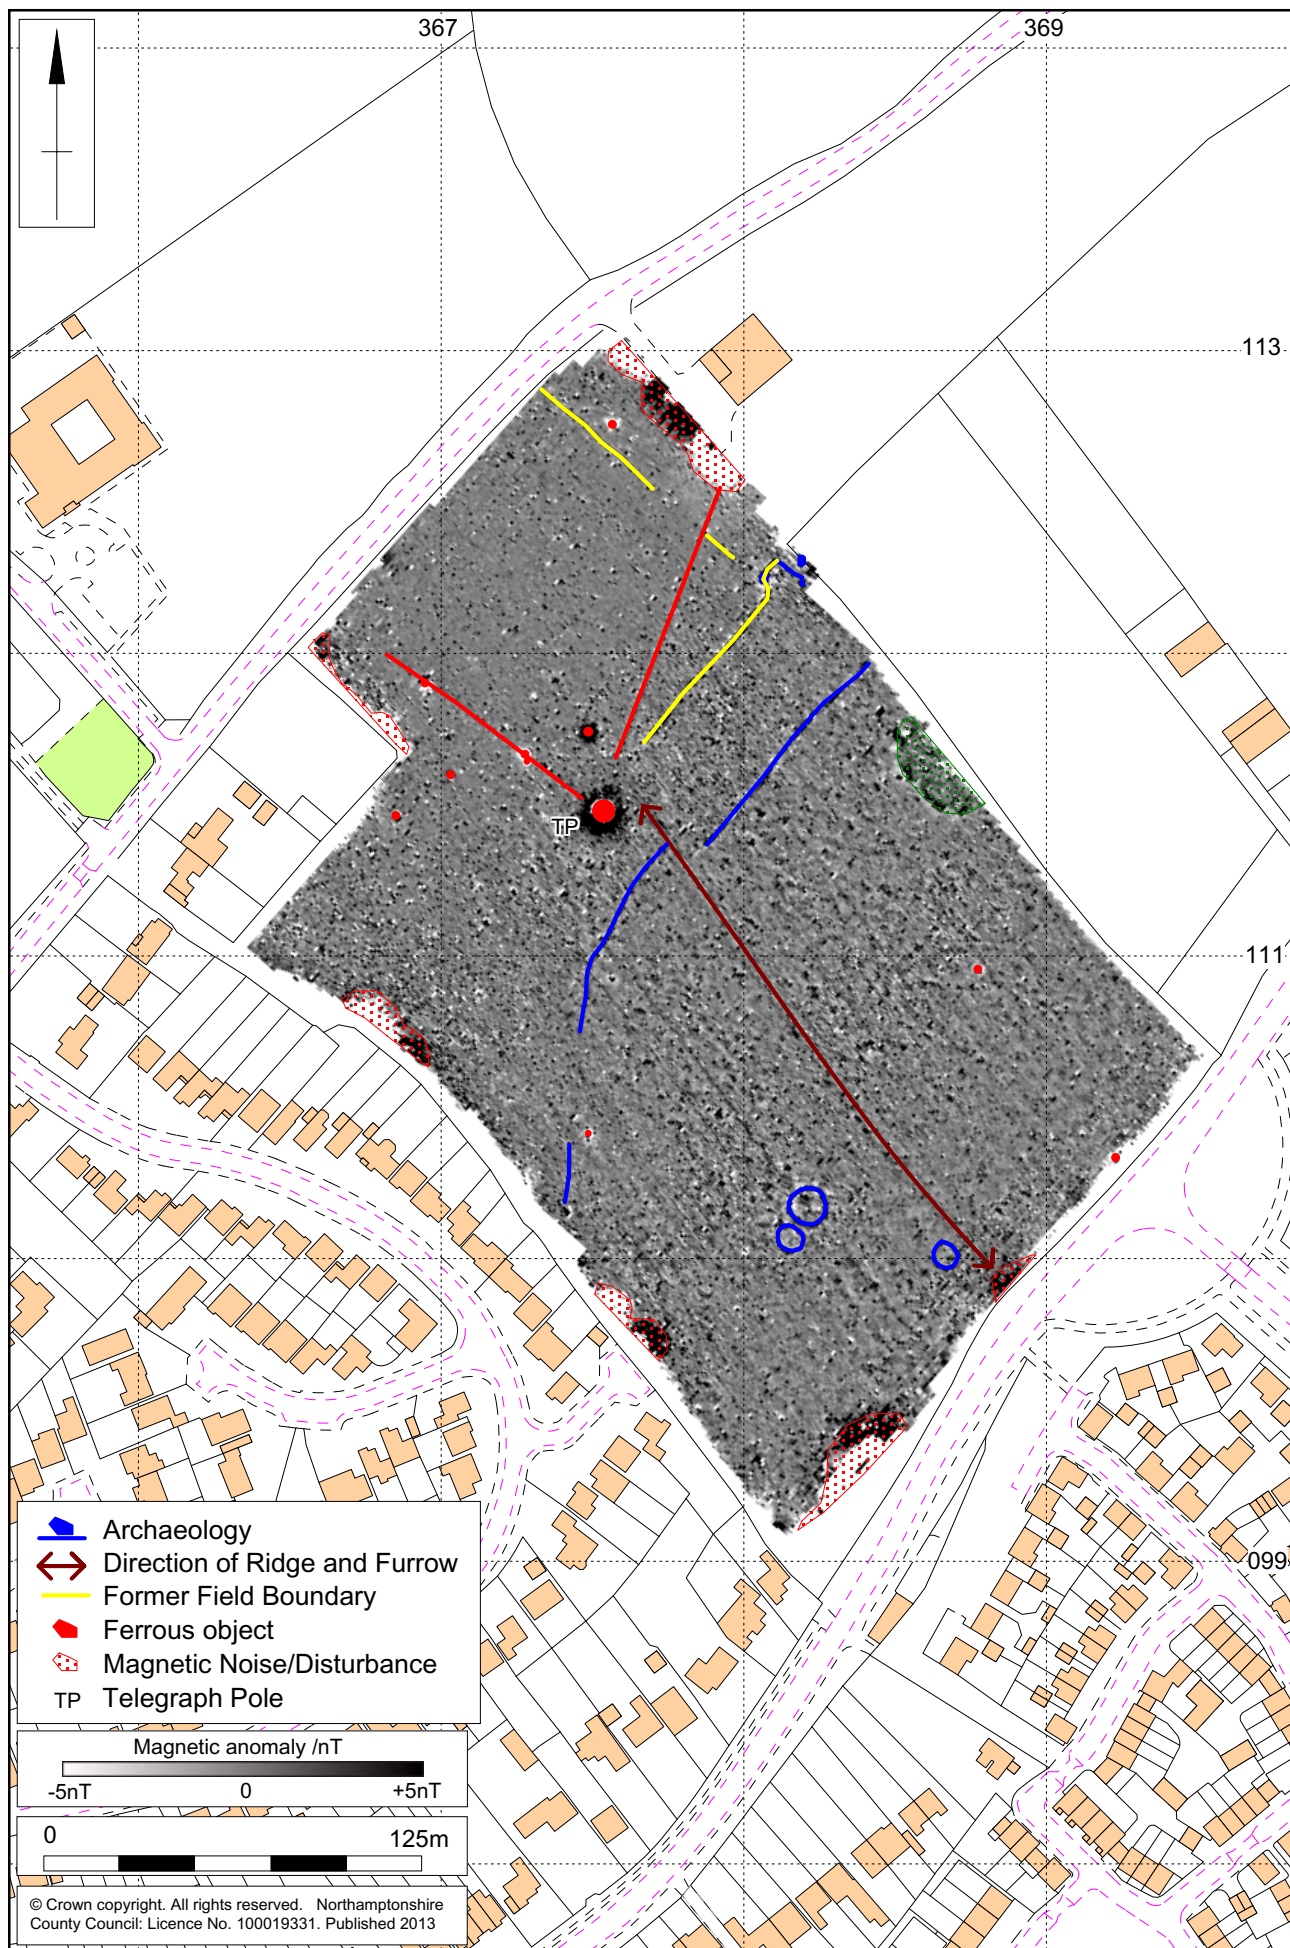 367
369
113
TP
111
099
Archaeology
Direction of Ridge and Furrow
Former Field Boundary
Ferrous object
Magnetic Noise/Disturbance
TP Telegraph Pole
Magnetic anomaly /nT
-5nT 0 +5nT
0 125m
© Crown copyright. All rights reserved. Northamptonshire
County Council: Licence No. 100019331. Published 2013